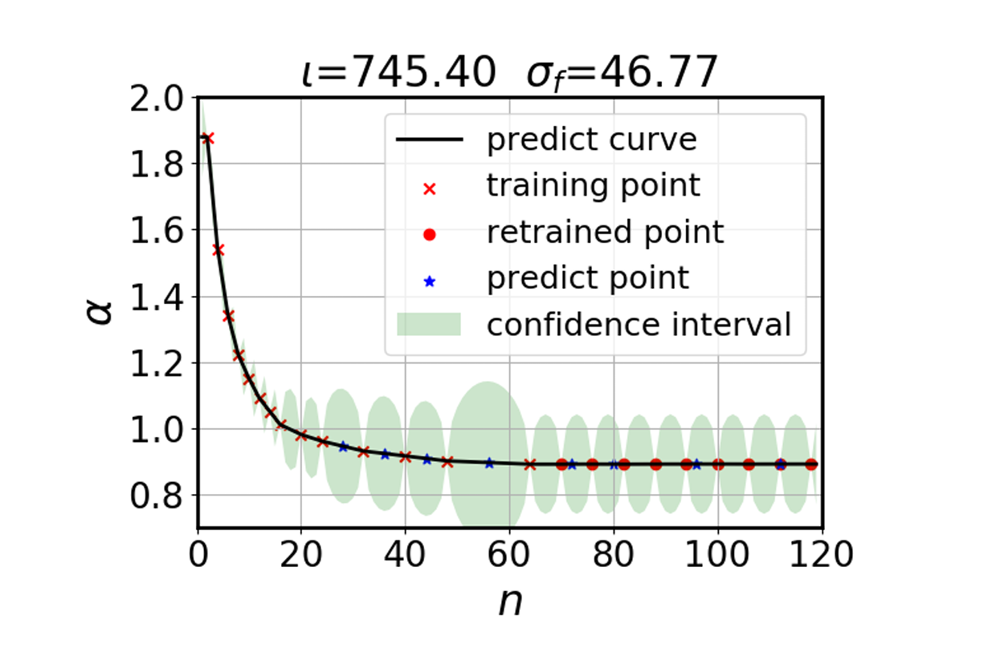 ι=745.40 σf=46.77
2.0
1.8
1.6
1.4
1.2
1.0
0.8
α
predict curve
training point
retrained point
predict point
confidence interval
0 20 40 60 80 100 120
n